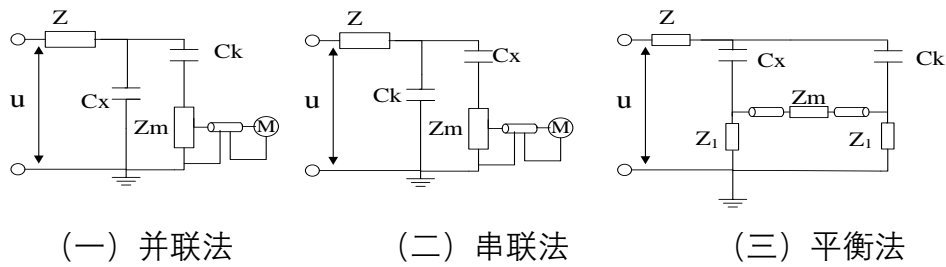 Z Z Z
Ck Cx Cx Ck
u Cx u Ck u Zm
Zm M Zm M Z₁ Z₁
（一）并联法 （二）串联法 （三）平衡法